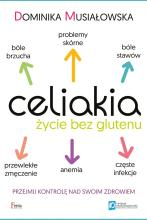 DOMINIKA MUSIAŁOWSKA
problemy
skórne
bóle
brzucha
bóle
stawów
celiakia
życie bez glutenu
przewlekłe
zmęczenie
anemia
częste
infekcje
PRZEJMIJ KONTROLĘ NAD SWOIM ZDROWIEM